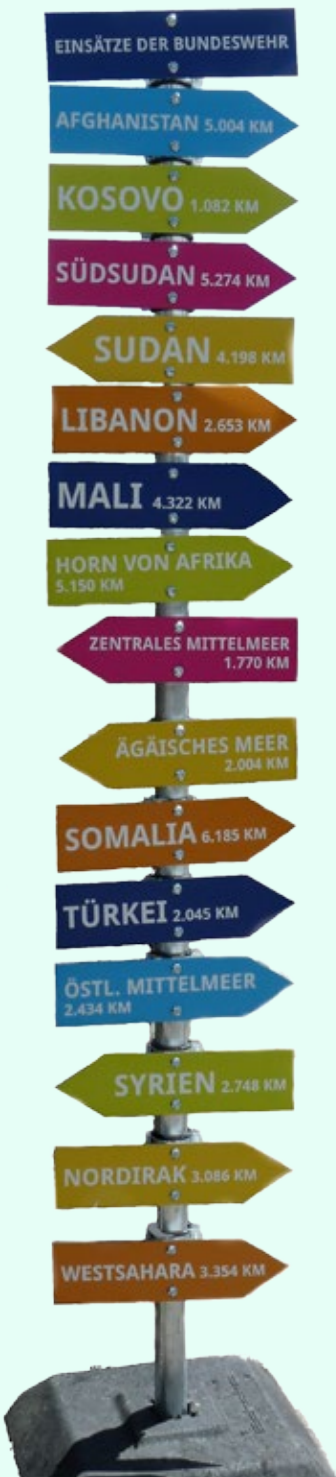 EINSÄTZE DER BUNDESWEHR
AFGHANISTAN 5.004 KM
KOSOVO 1.082 KM
SÜDSUDAN 5.274 KM
SUDAN 4.198 KM
LIBANON 2.653 KM
MALI 4.322 KM
HORN VON AFRIKA
5.150 KM
ZENTRALES MITTELMEER
1.770 KM
ÄGÄISCHES MEER
2.004 KM
SOMALIA 6.185 KM
TÜRKEI 2.045 KM
ÖSTL. MITTELMEER
2.434 KM
SYRIEN 2.748 KM
NORDIRAK 3.086 KM
WESTSAHARA 3.354 KM